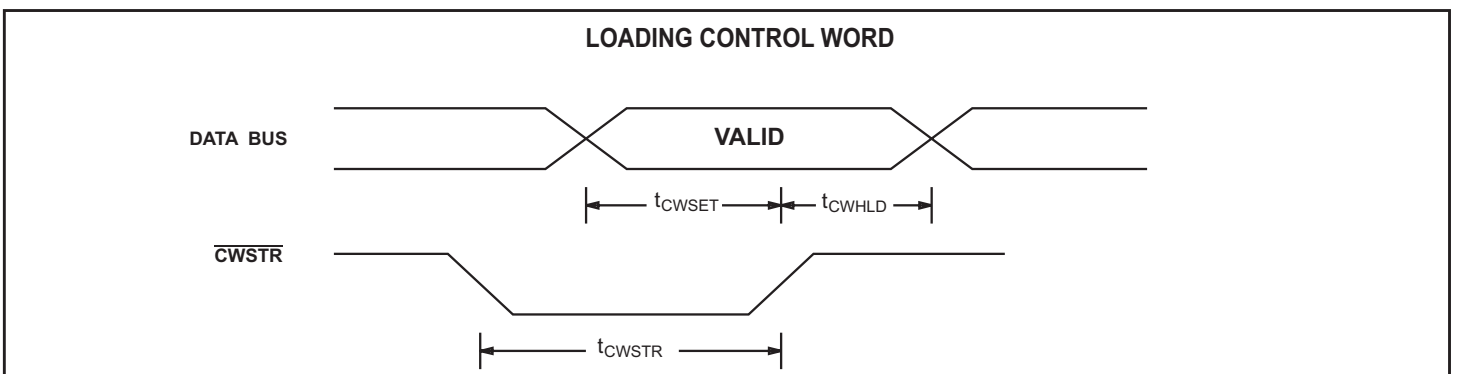 LOADING CONTROL WORD
DATA BUS
VALID
tCWSET
tCWHLD
CWSTR
tCWSTR